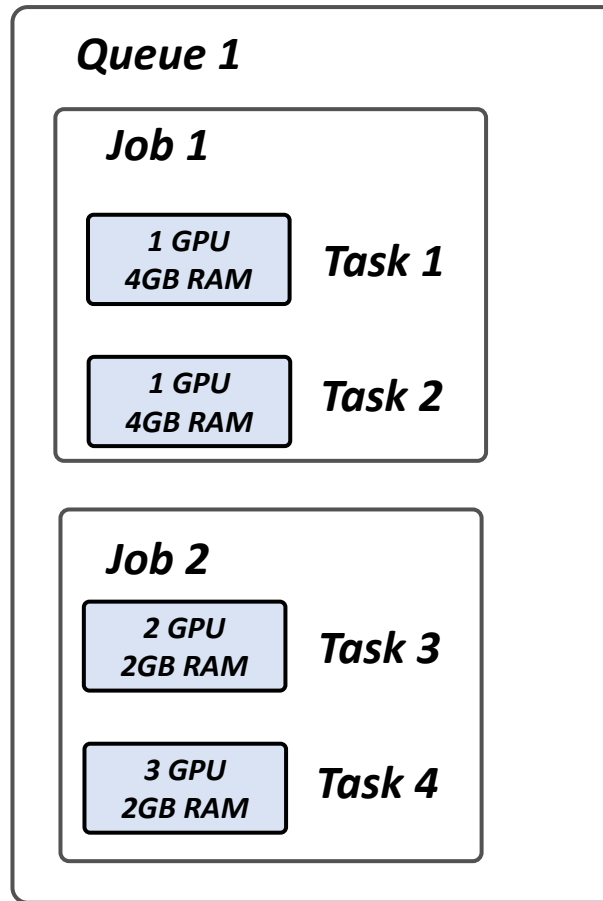 Queue 1
Job 1
1 GPU
4GB RAM
Task 1
1 GPU
4GB RAM
Task 2
Job 2
2 GPU
2GB RAM
Task 3
3 GPU
2GB RAM
Task 4